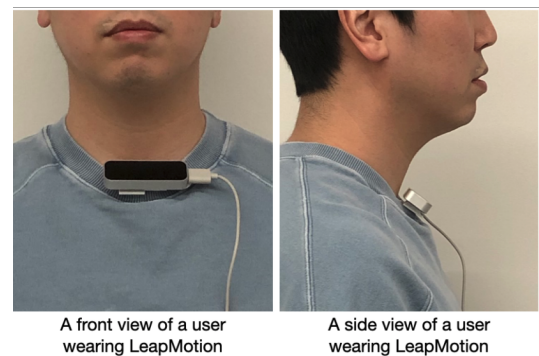 A front view of a user
wearing LeapMotion
A side view of a user
wearing LeapMotion